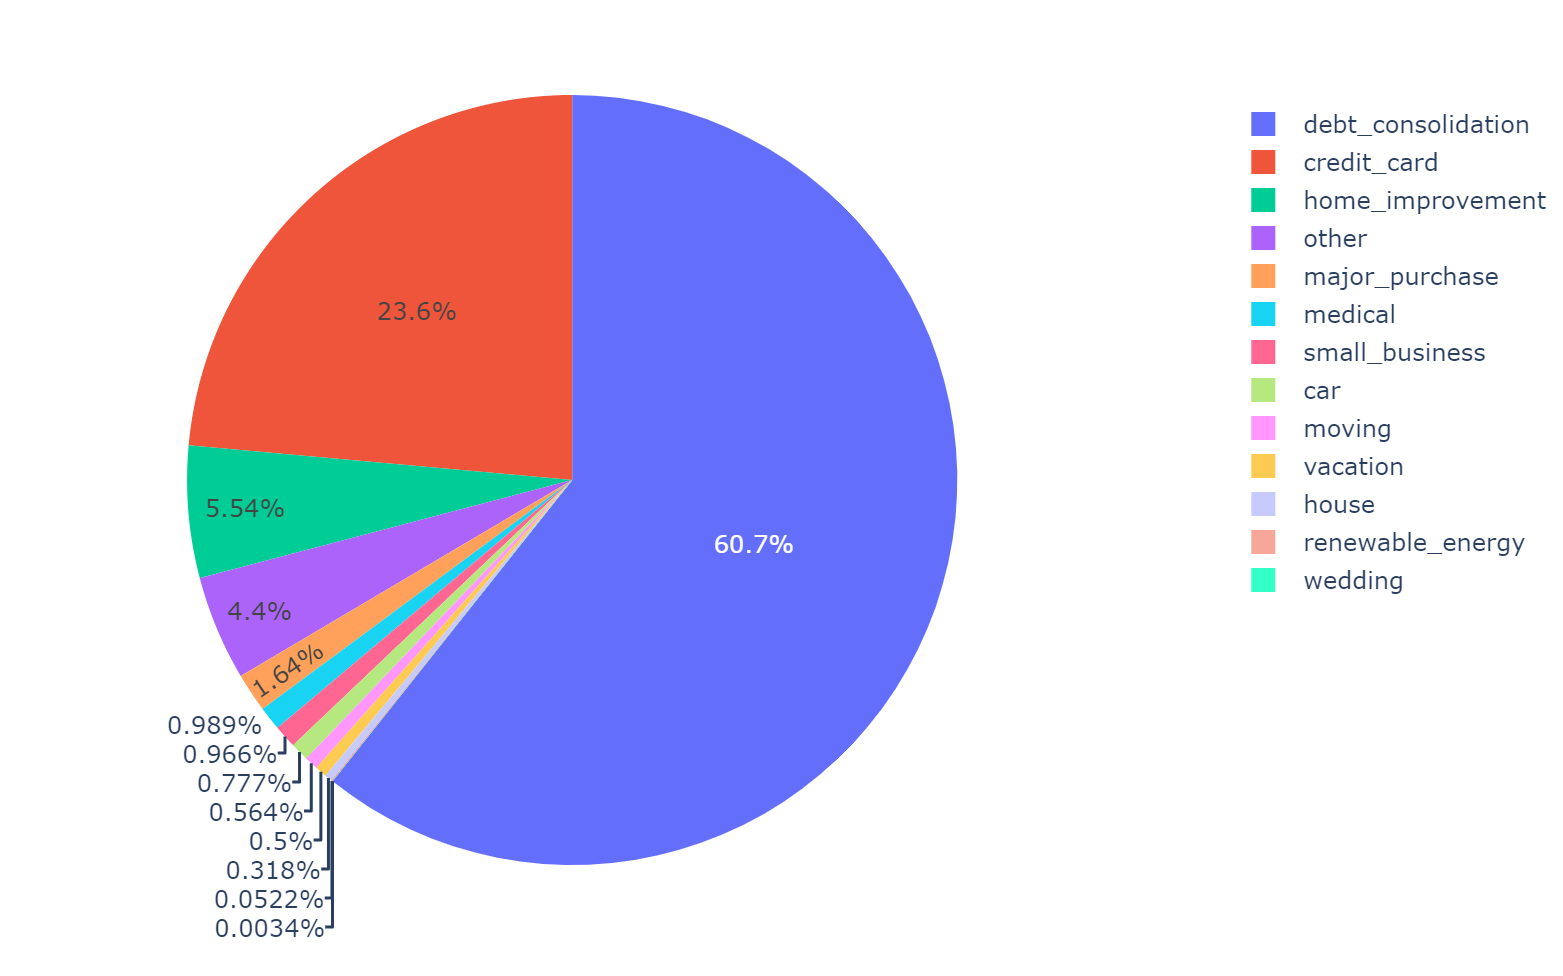 23.6%
5.54%
60.7%
4.4%
1.64%
0.989%
0.966%
0.777%
0.564%
0.5%
0.318%
0.0522%
0.0034%
debt_consolidation
credit_card
home_improvement
other
major_purchase
medical
small_business
car
moving
vacation
house
renewable_energy
wedding